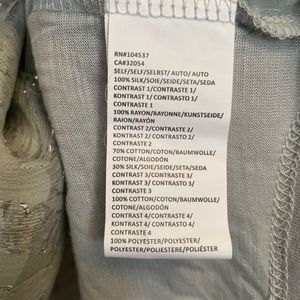 RN#104537
CA#32054
SELF/SELF/SELBST/ AUTO/ AUTO
100% SILK/SOIE/SEIDE/SETA/SEDA
CONTRAST 1/CONTRASTE 1/
KONTRAST 1/ CONTRASTO 1/
CONTRASTE 1
100% RAYON/RAYONNE/KUNSTSEIDE/
RAION/RAYÓN
CONTRAST 2/CONTRASTE 2/
KONTRAST 2/ CONTRASTO 2/
CONTRASTE 2
70% COTTON/COTON/BAUMWOLLE/
COTONE/ALGODÓN
30% SILK/SOIE/SEIDE/SETA/SEDA
CONTRAST 3/CONTRASTE 3/
KONTRAST 3/ CONTRASTO 3/
CONTRASTE 3
100% COTTON/COTON/BAUMWOLLE/
COTONE/ALGODÓN
CONTRAST 4/CONTRASTE 4/
KONTRAST 4/ CONTRASTO 4/
CONTRASTE 4
100% POLYESTER/POLYESTER/
POLYESTER/POLIESTERE/POLIÉSTER